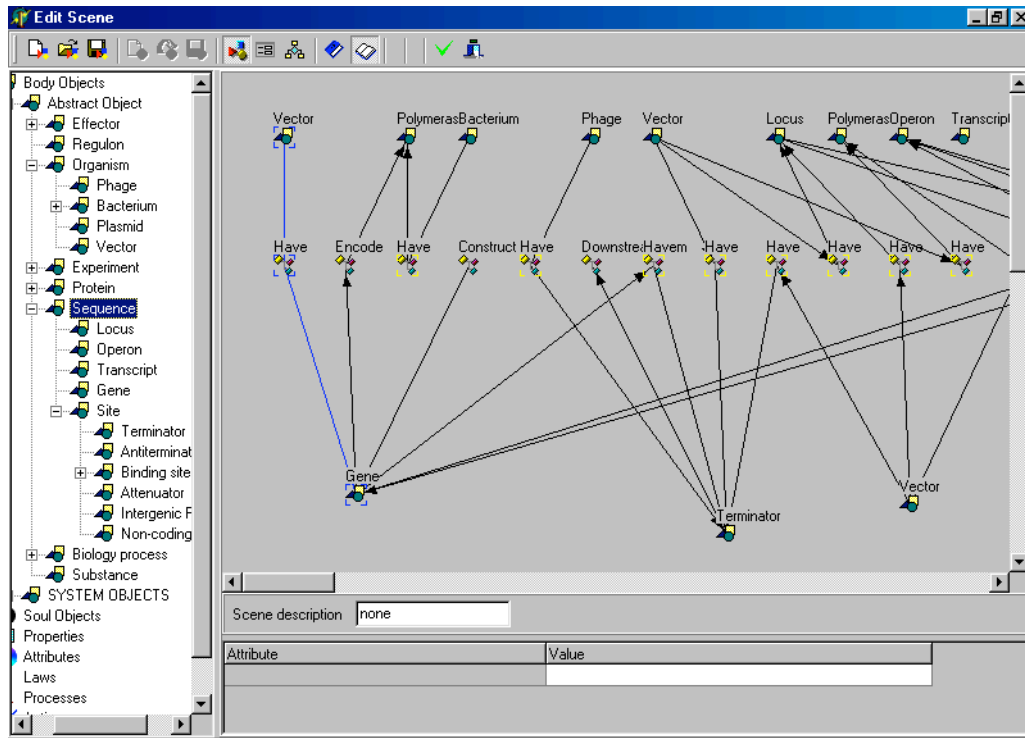 Edit Scene
Body Objects
Abstract Object
Effector
Regulon
Organism
Phage
Bacterium
Plasmid
Vector
Experiment
Protein
Sequence
Locus
Operon
Transcript
Gene
Site
Terminator
Antiterminat
Binding site
Attenuator
Intergenic F
Non-coding
Biology process
Substance
SYSTEM OBJECTS
Soul Objects
Properties
Attributes
Laws
Processes
Vector PolymerasBacterium Phage Vector Locus PolymerasOperon Transcript
Have Encode Have Construct Have DownstreaHavem Have Have Have Have Have
Gene
Vector
Terminator
Scene description none
Attribute Value